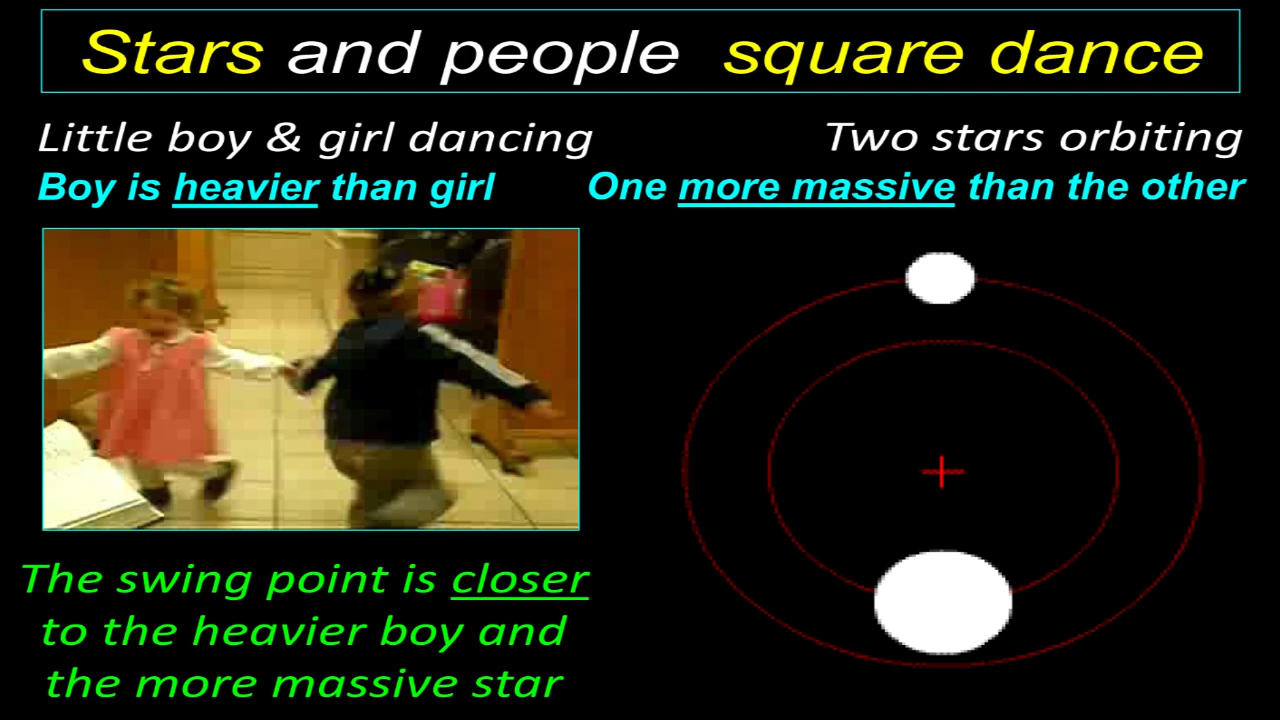 Stars and people square dance
Little boy & girl dancing
Boy is heavier than girl
Two stars orbiting
One more massive than the other
The swing point is closer
to the heavier boy and
the more massive star